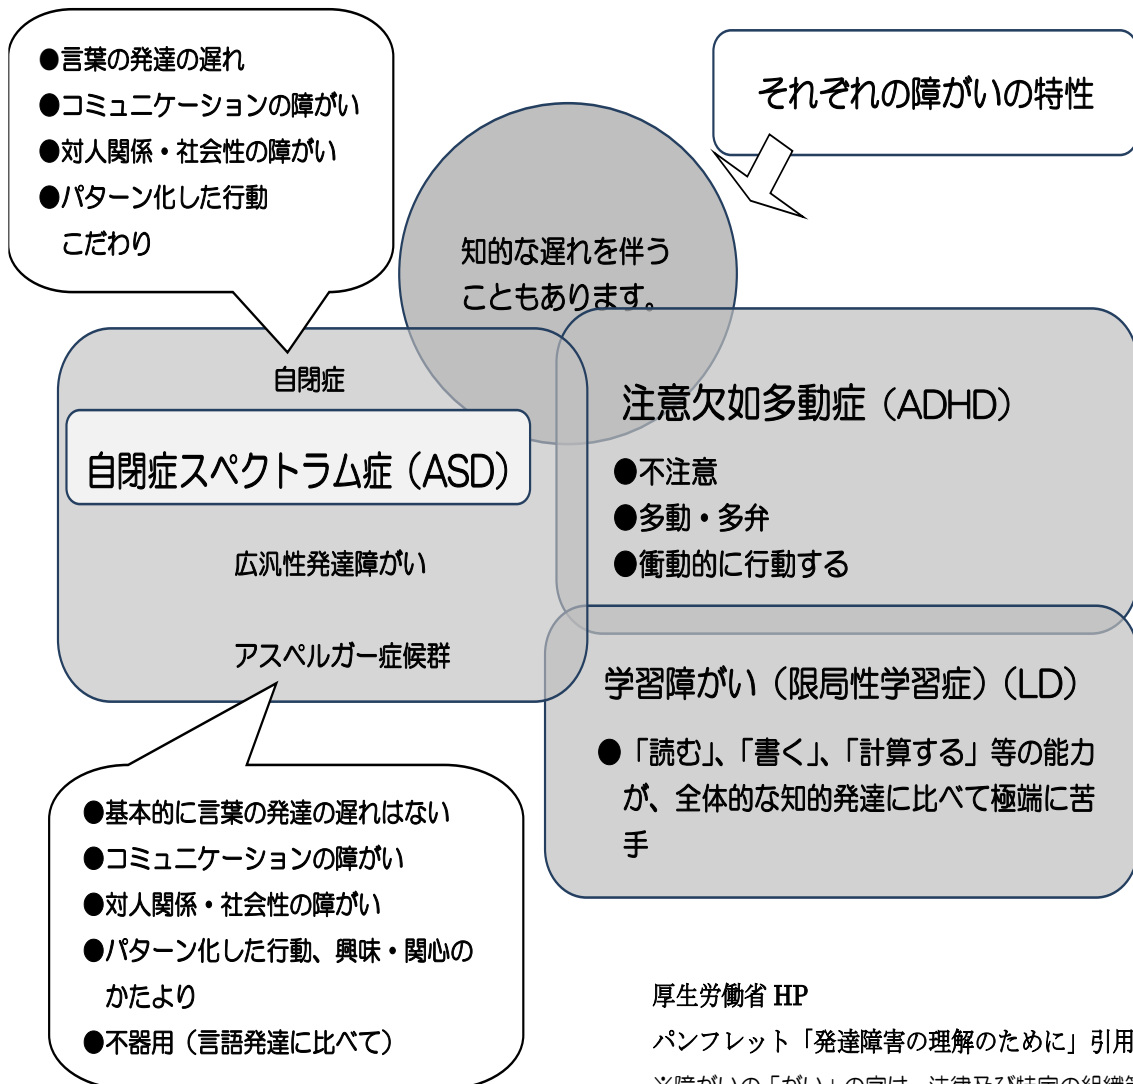 ●言葉の発達の遅れ
●コミュニケーションの障がい
●対人関係・社会性の障がい
●パターン化した行動
こだわり
それぞれの障がいの特性
知的な遅れを伴う
こともあります。
自閉症
自閉症スペクトラム症（ASD）
広汎性発達障がい
アスペルガー症候群
注意欠如多動症（ADHD）
●不注意
●多動・多弁
●衝動的に行動する
学習障がい（限局性学習症）（LD）
●「読む」、「書く」、「計算する」等の能力
が、全体的な知的発達に比べて極端に苦
手
●基本的に言葉の発達の遅れはない
●コミュニケーションの障がい
●対人関係・社会性の障がい
●パターン化した行動、興味・関心の
かたより
●不器用（言語発達に比べて）
厚生労働省 HP
パンフレット「発達障害の理解のために」引用